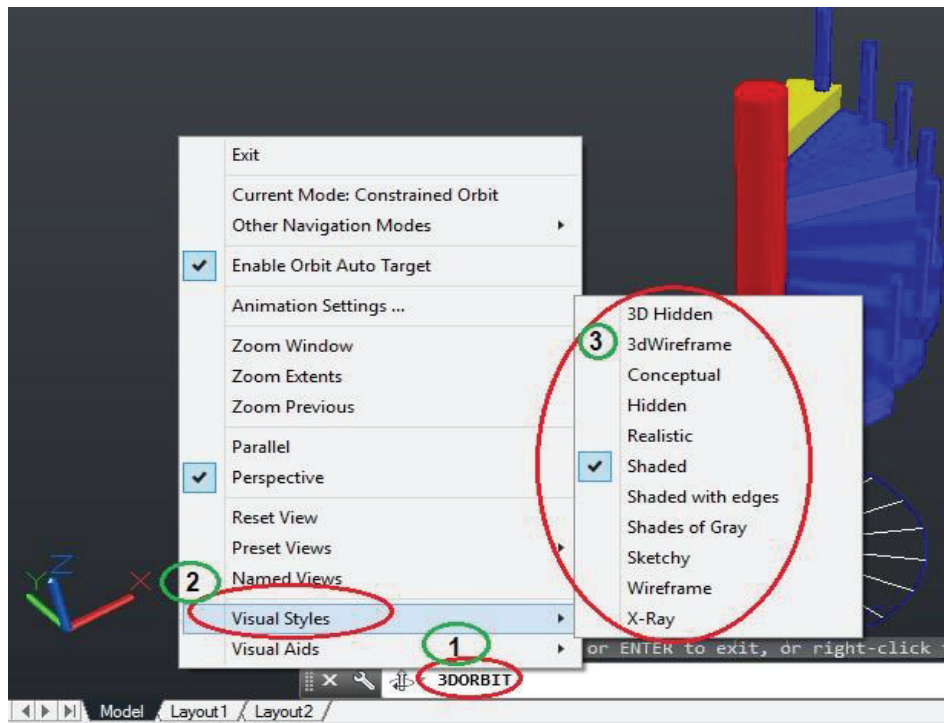 Exit
Current Mode: Constrained Orbit
Other Navigation Modes
Enable Orbit Auto Target
Animation Settings ...
Zoom Window
Zoom Extents
Zoom Previous
Parallel
Perspective
Reset View
Preset Views
Named Views
Visual Styles
Visual Aids
3D Hidden
3dWireframe
Conceptual
Hidden
Realistic
Shaded
Shaded with edges
Shades of Gray
Sketchy
Wireframe
X-Ray
1
2
3
Z
Y X
or ENTER to exit, or right-click
3DORBIT
Model Layout1 Layout2